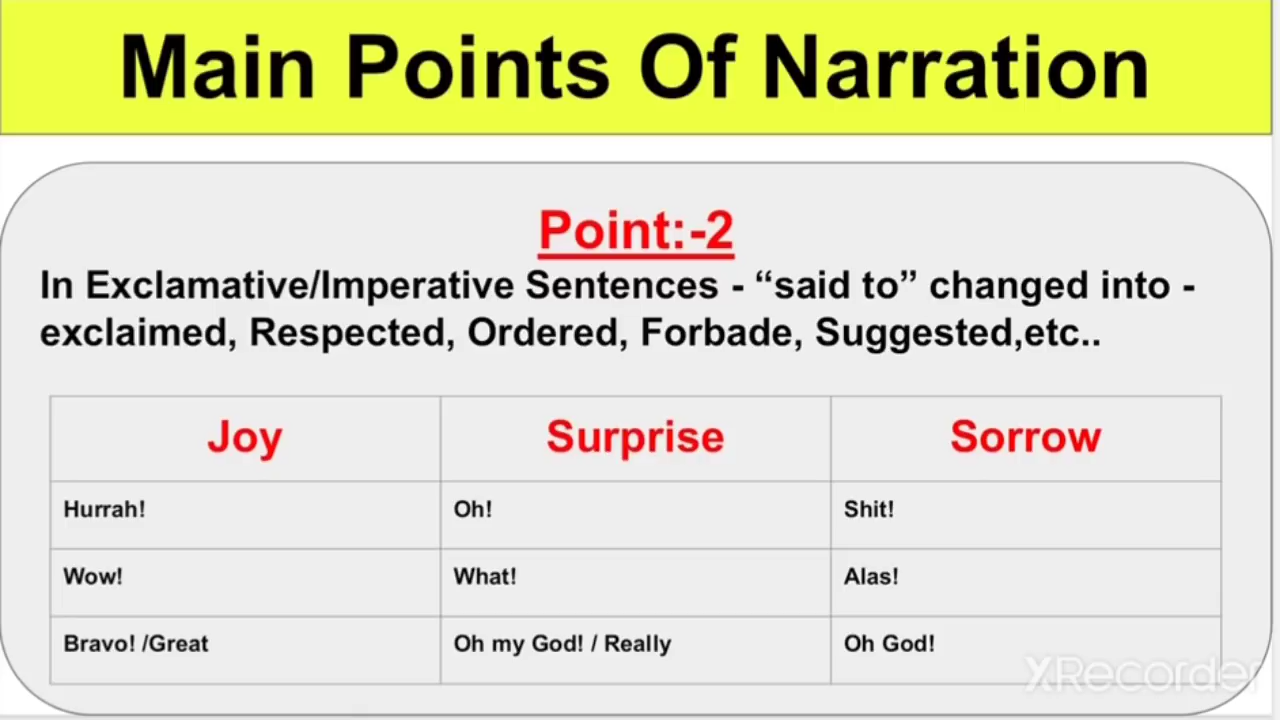 Main Points Of Narration
Point:-2
In Exclamative/Imperative Sentences - “said to” changed into -
exclaimed, Respected, Ordered, Forbade, Suggested,etc..
Joy Surprise Sorrow
Hurrah! Oh! Shit!
Wow! What! Alas!
Bravo! /Great Oh my God! / Really Oh God!
XRecorder